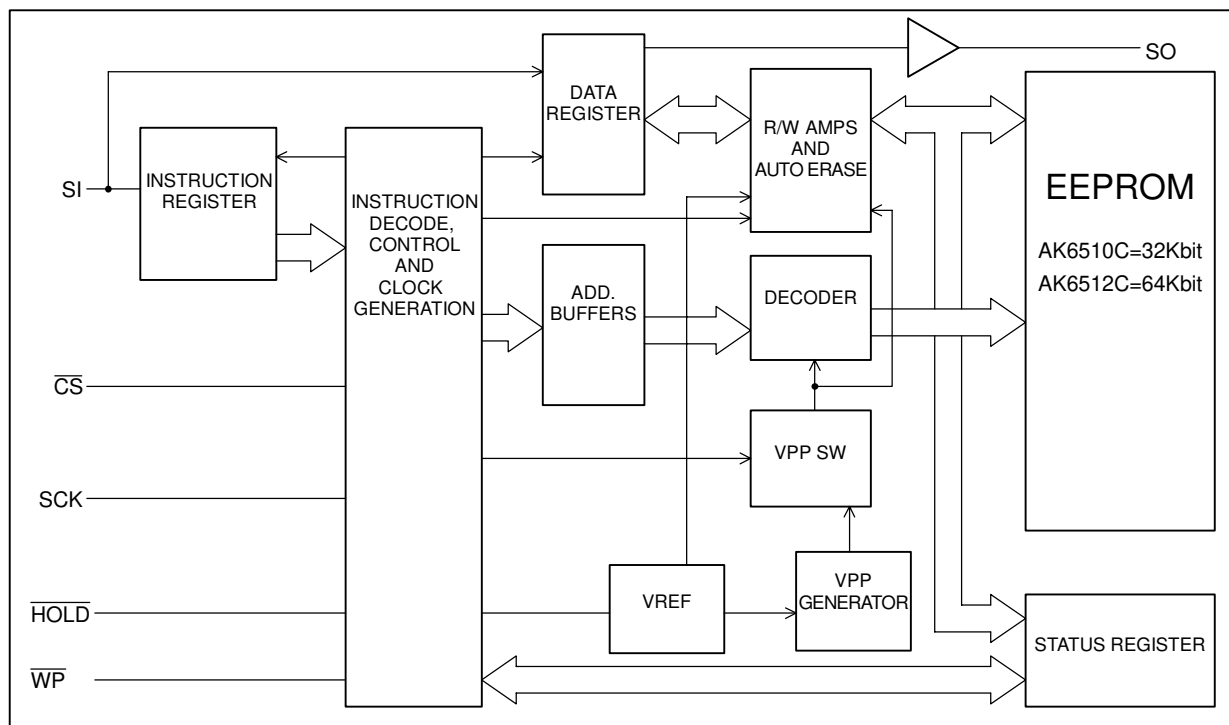 SO
DATA
REGISTER
R/W AMPS
AND
AUTO ERASE
EEPROM
AK6510C=32Kbit
AK6512C=64Kbit
SI
INSTRUCTION
REGISTER
INSTRUCTION
DECODE,
CONTROL
AND
CLOCK
GENERATION
ADD.
BUFFERS
DECODER
CS
VPP SW
SCK
HOLD
VREF
VPP
GENERATOR
STATUS REGISTER
WP